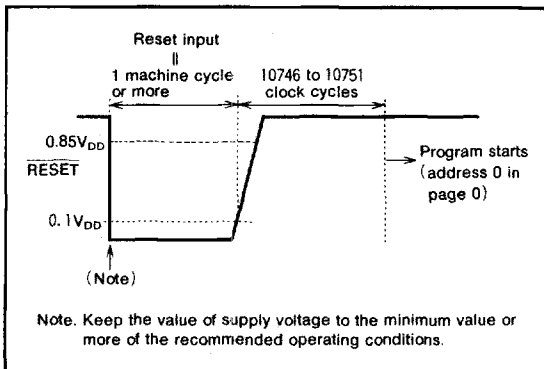 Reset input
=
1 machine cycle
or more
10746 to 10751
clock cycles
0.85VDD
RESET
0.1VDD
Program starts
(address 0 in
page 0)
(Note)
Note. Keep the value of supply voltage to the minimum value or
more of the recommended operating conditions.